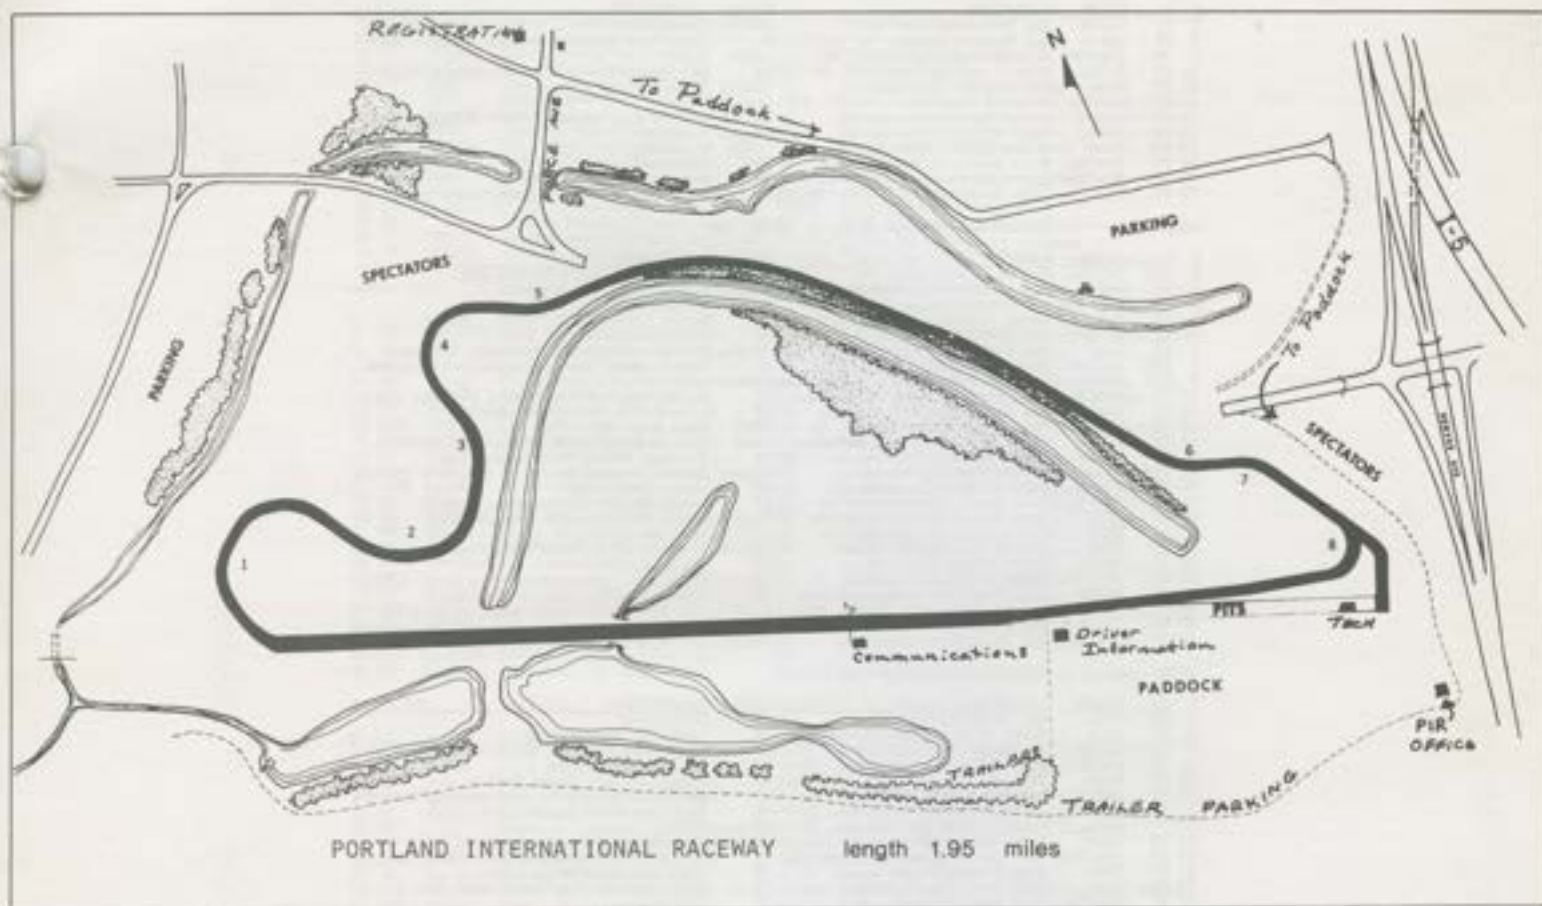 REGISTRATION
N
To Paddock
I-5
PARKING
SPECTATORS
5
To Paddock
4
PARKING
SPECTATORS
3
6
7
2
8
1
PITS
TECH
Communications
Driver
Information
PADDOCK
PIR
OFFICE
TRAILERS
TRAILER PARKING
PORTLAND INTERNATIONAL RACEWAY length 1.95 miles